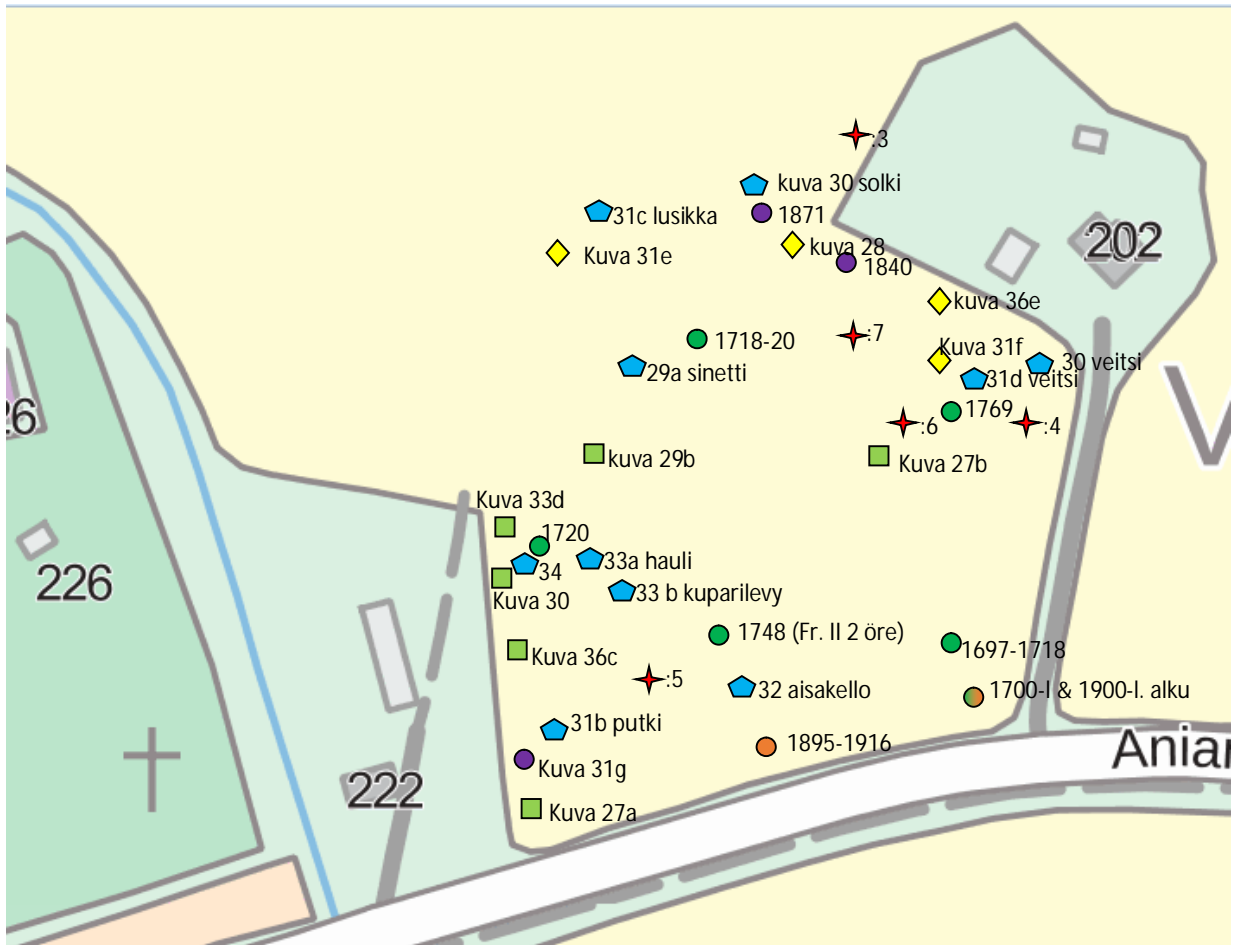 :3
kuva 30 solki
31c lusikka
1871
202
kuva 28
Kuva 31e
1840
kuva 36e
1718-20
:7
Kuva 31f
30 veitsi
29a sinetti
31d veitsi
26
1769
V
:6
:4
kuva 29b
Kuva 27b
Kuva 33d
1720
33a hauli
34
226
33 b kuparilevy
Kuva 30
1748 (Fr. II 2 öre)
1697-1718
Kuva 36c
:5
32 aisakello
1700-l & 1900-l. alku
31b putki
1895-1916
Anian
Kuva 31g
222
Kuva 27a